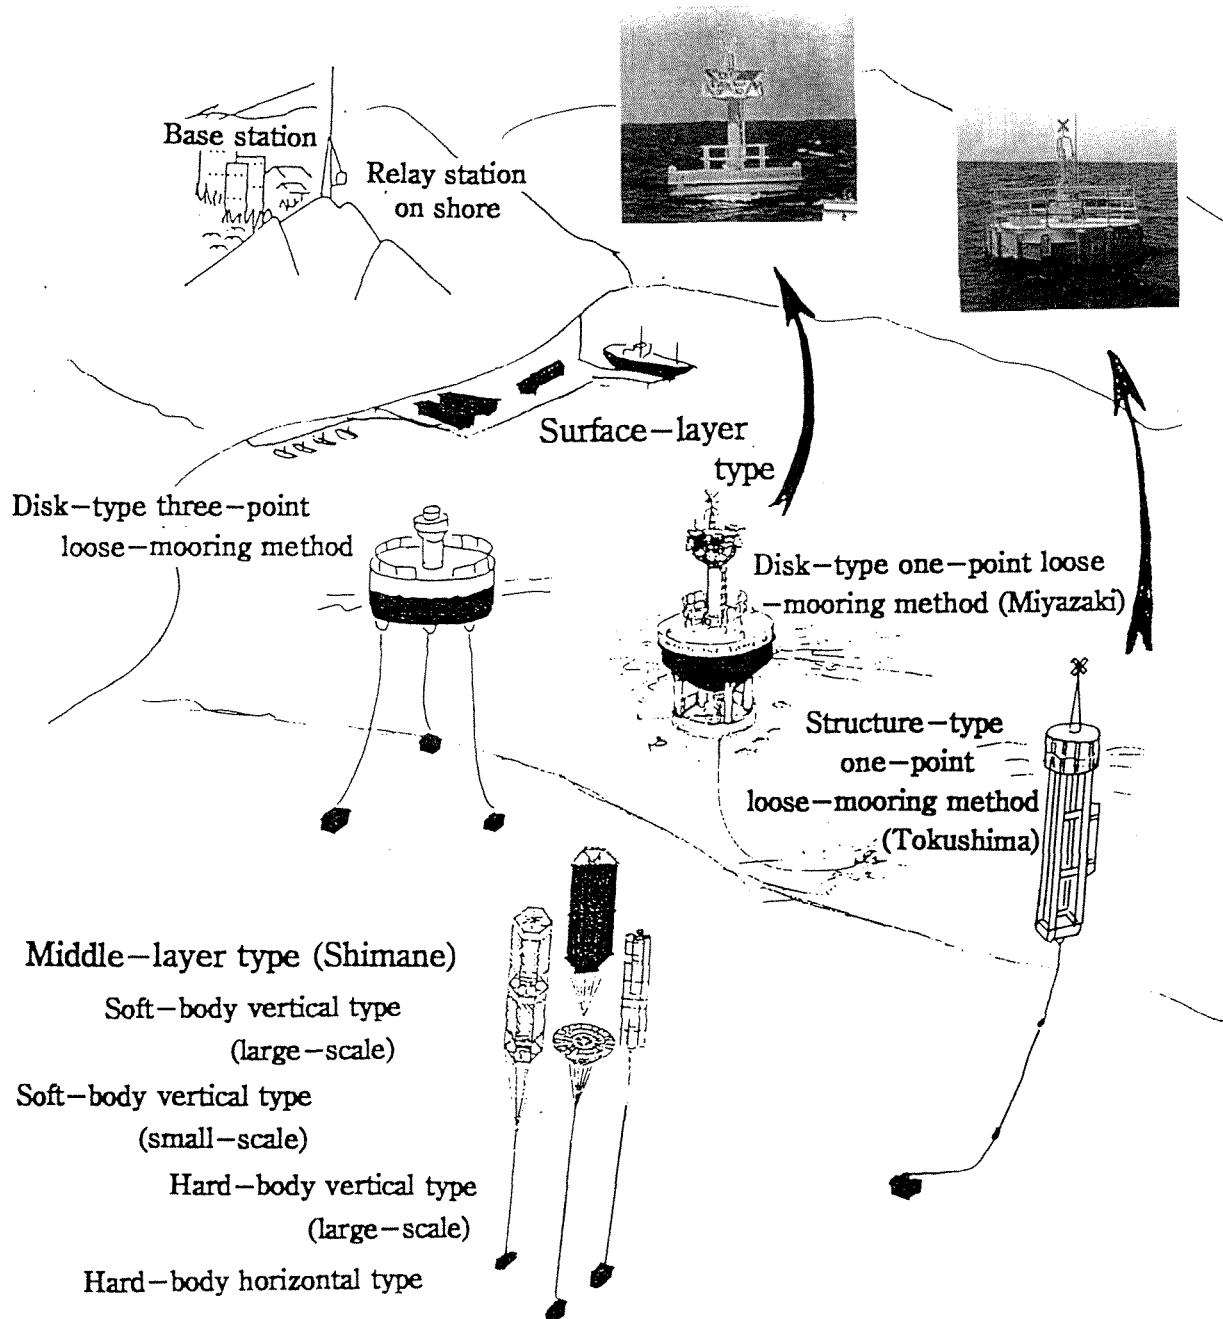 Base station
Relay station
on shore
Surface-layer
type
Disk-type three-point
loose-mooring method
Disk-type one-point loose
-mooring method (Miyazaki)
Structure-type
one-point
loose-mooring method
(Tokushima)
Middle-layer type (Shimane)
Soft-body vertical type
(large-scale)
Soft-body vertical type
(small-scale)
Hard-body vertical type
(large-scale)
Hard-body horizontal type